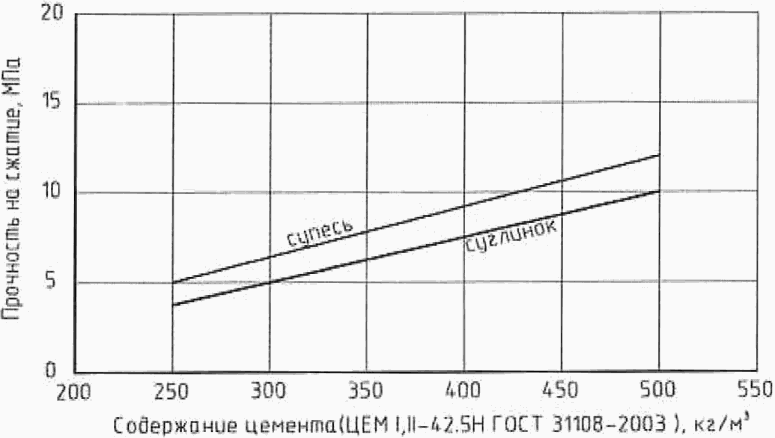 Прочность на сжатие, МПа
20
15
10
5
0
супесь
суглинок
200 250 300 350 400 450 500 550
Содержание цемента(ЦЕМ I,II-42.5Н ГОСТ 31108-2003 ), кг/м³